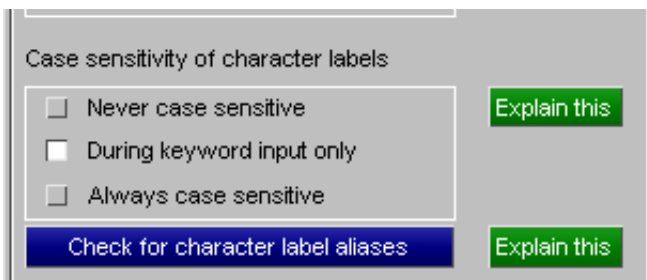 Case sensitivity of character labels
Never case sensitive
Explain this
During keyword input only
Always case sensitive
Check for character label aliases
Explain this